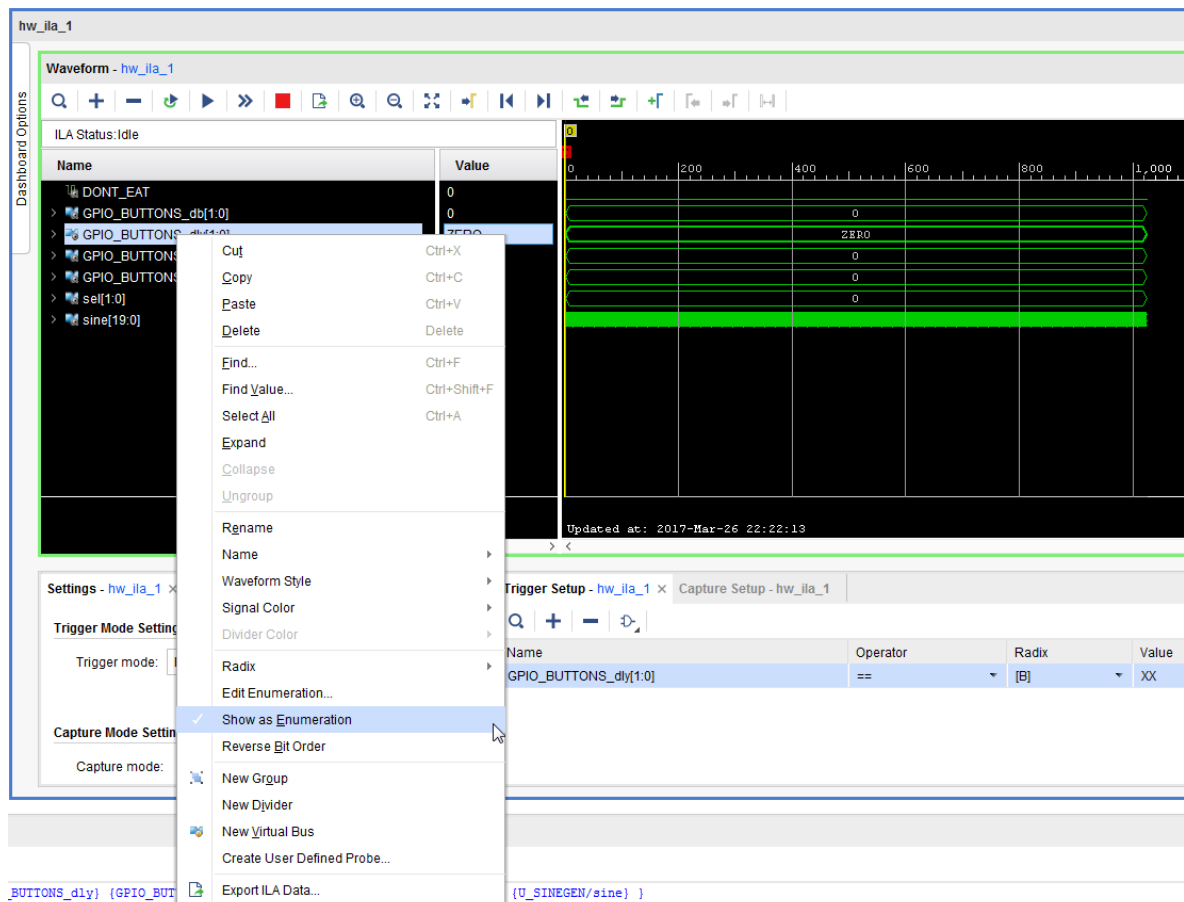 hw_ila_1
Dashboard Options
Waveform - hw_ila_1
ILA Status:Idle
Name Value
DONT_EAT 0
GPIO_BUTTONS_db[1:0] 0
GPIO_BUTTONS_dly[1:0] ZERO
GPIO_BUTTONS
GPIO_BUTTONS
sel[1:0]
sine[19:0]
0
0 200 400 600 800 1,000
0
ZERO
0
0
0
Updated at: 2017-Mar-26 22:22:13
Cut Ctrl+X
Copy Ctrl+C
Paste Ctrl+V
Delete Delete
Find... Ctrl+F
Find Value... Ctrl+Shift+F
Select All Ctrl+A
Expand
Collapse
Ungroup
Rename
Name
Waveform Style
Signal Color
Divider Color
Radix
Edit Enumeration...
Show as Enumeration
Reverse Bit Order
New Group
New Divider
New Virtual Bus
Create User Defined Probe...
Export ILA Data...
Settings - hw_ila_1
Trigger Mode Setting
Trigger mode:
Capture Mode Settin
Capture mode:
Trigger Setup - hw_ila_1 Capture Setup - hw_ila_1
Name Operator Radix Value
GPIO_BUTTONS_dly[1:0] == [B] XX
_BUTTONS_dly} {GPIO_BUT {U_SINEGEN/sine} }